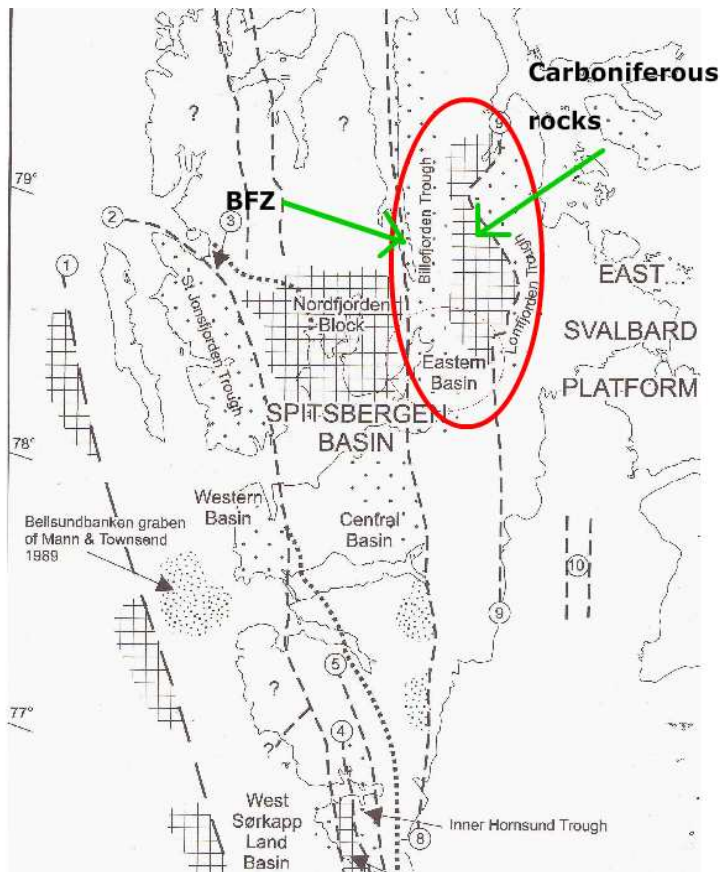 Carboniferous
rocks
?
?
9
79°
BFZ
2
3
1
Billefjorden Trough
Lomfjorden Trough
EAST
SVALBARD
PLATFORM
Nordfjorden
Block
St Jonsfjorden Trough
Eastern
Basin
SPITSBERGEN
BASIN
78°
Western
Basin
Central
Basin
Bellsundbanken graben
of Mann & Townsend
1989
10
9
5
?
77°
4
?
West
Sørkapp
Land
Basin
Inner Hornsund Trough
8